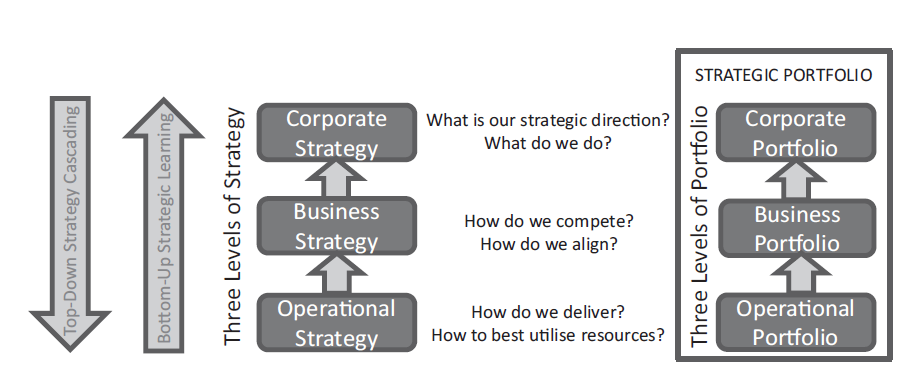 Top-Down Strategy Cascading
Bottom-Up Strategic Learning
Three Levels of Strategy
Corporate
Strategy
Business
Strategy
Operational
Strategy
What is our strategic direction?
What do we do?
How do we compete?
How do we align?
How do we deliver?
How to best utilise resources?
STRATEGIC PORTFOLIO
Three Levels of Portfolio
Corporate
Portfolio
Business
Portfolio
Operational
Portfolio